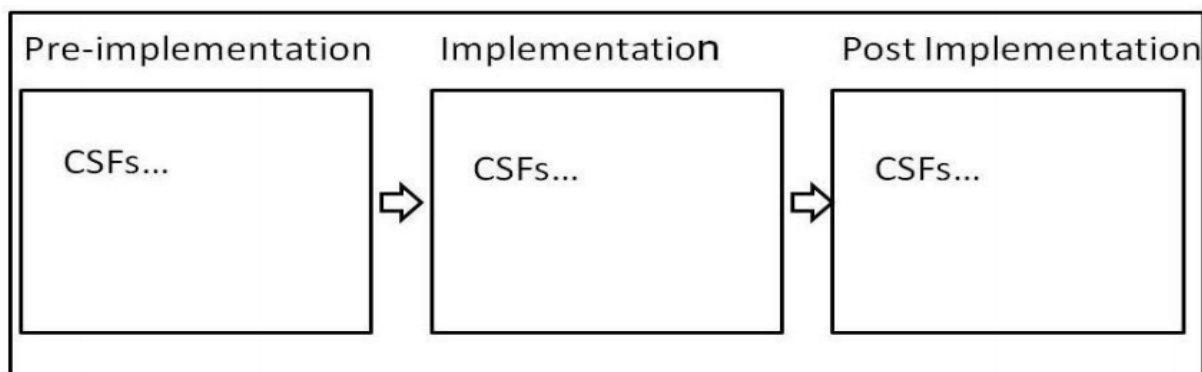 Pre-implementation
Implementation
Post Implementation
CSFs...
CSFs...
CSFs...